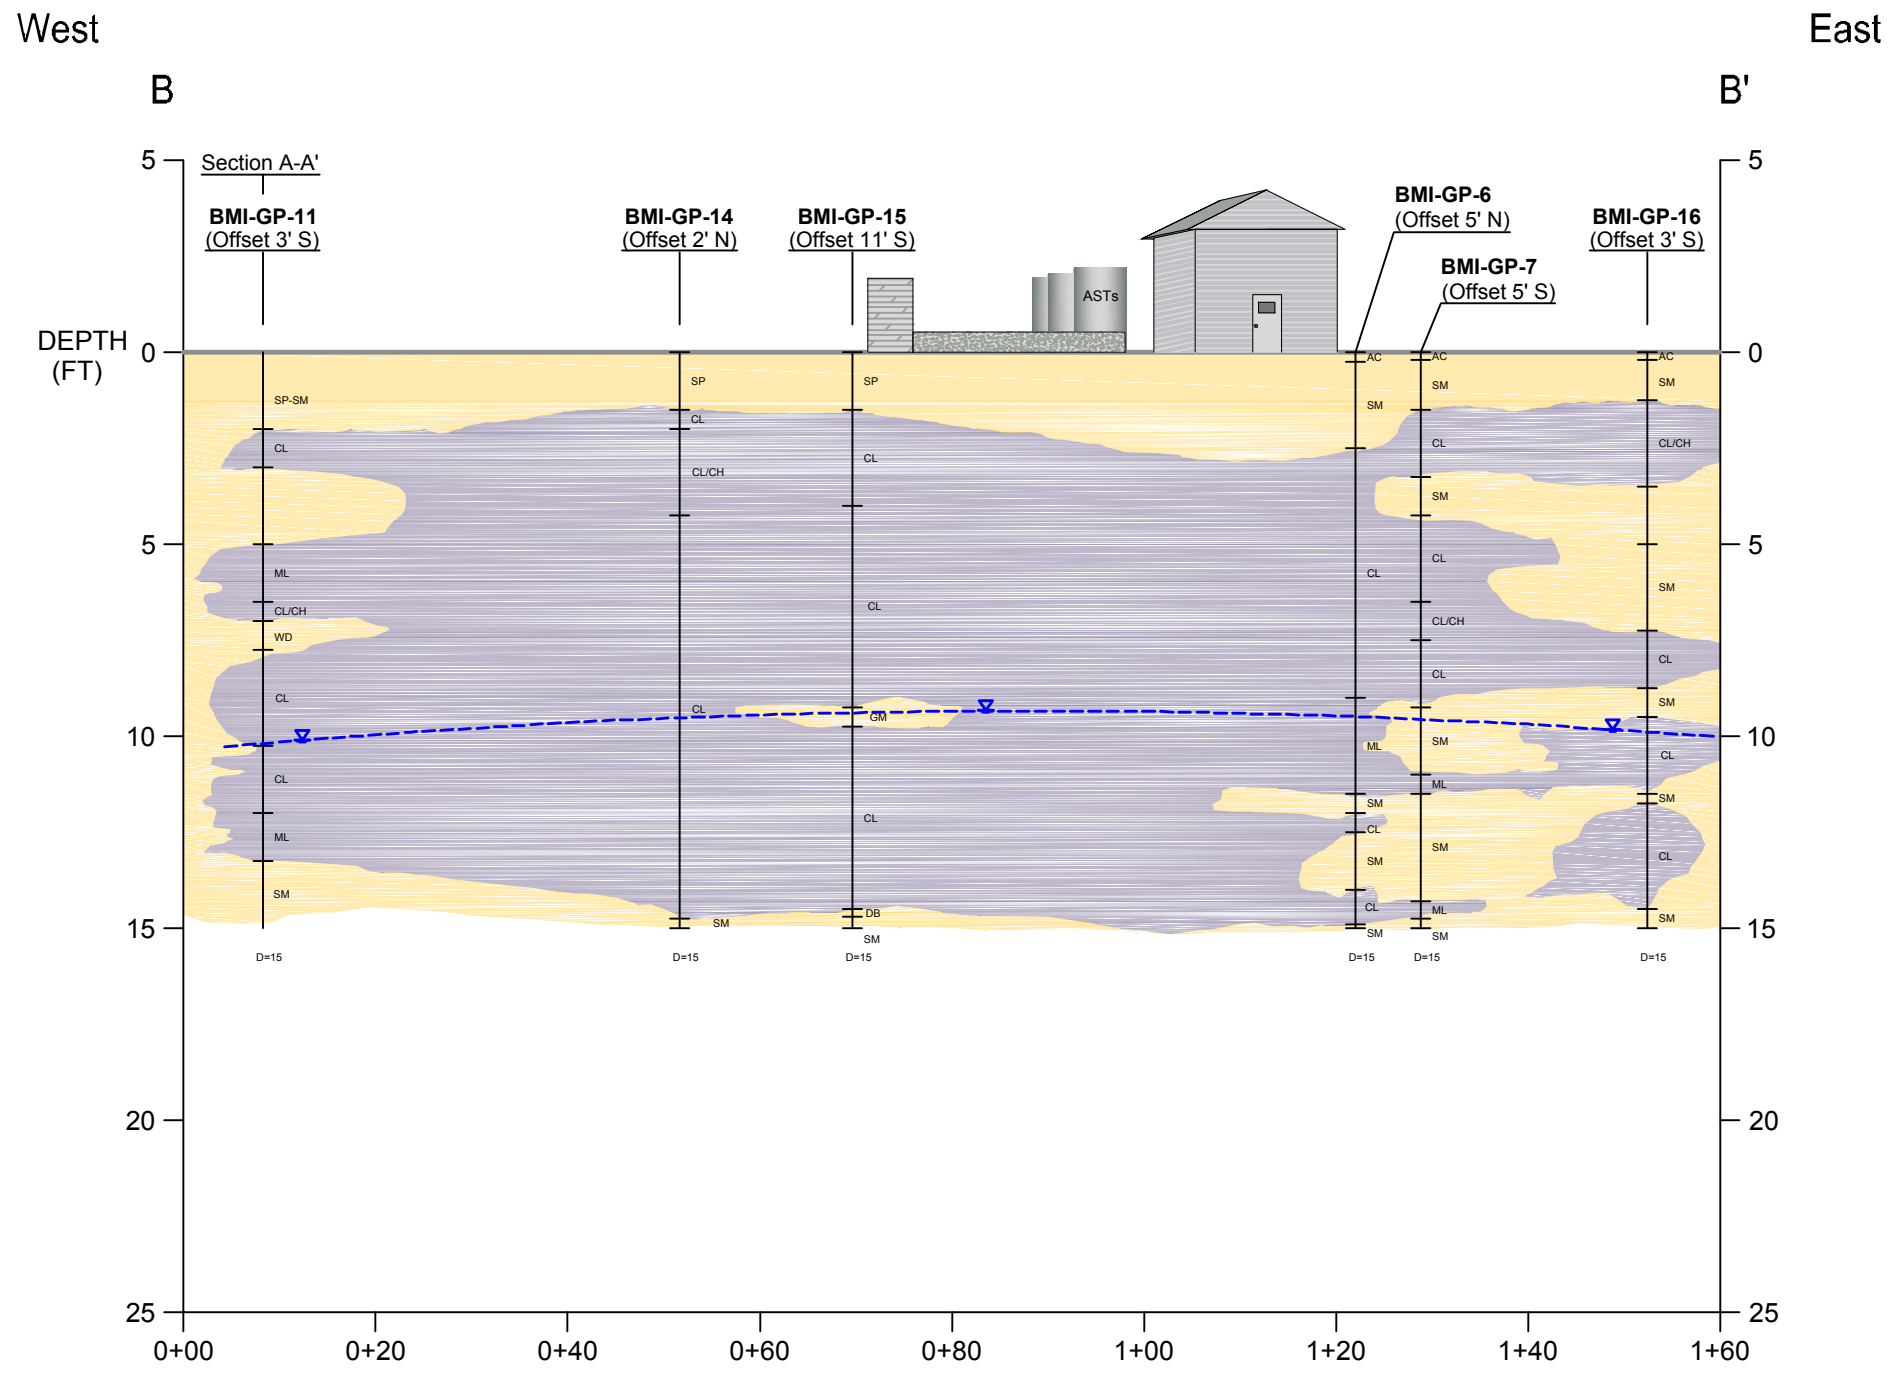 West
East
B
B'
Section A-A'
BMI-GP-11
(Offset 3' S)
BMI-GP-14
(Offset 2' N)
BMI-GP-15
(Offset 11' S)
BMI-GP-6
(Offset 5' N)
BMI-GP-7
(Offset 5' S)
BMI-GP-16
(Offset 3' S)
ASTs
DEPTH
(FT)
5
0
5
10
15
20
25
5
0
5
10
15
20
25
SP-SM
CL
ML
CL/CH
WD
CL
CL
ML
SM
D=15
SP
CL
CL/CH
CL
SM
D=15
SP
CL
CL
GM
CL
DB
SM
D=15
AC
SM
CL
ML
SM
CL
SM
CL
SM
D=15
AC
SM
CL
SM
CL
CL/CH
CL
SM
ML
SM
ML
SM
D=15
AC
SM
CL/CH
SM
CL
SM
CL
SM
CL
SM
D=15
0+00
0+20
0+40
0+60
0+80
1+00
1+20
1+40
1+60